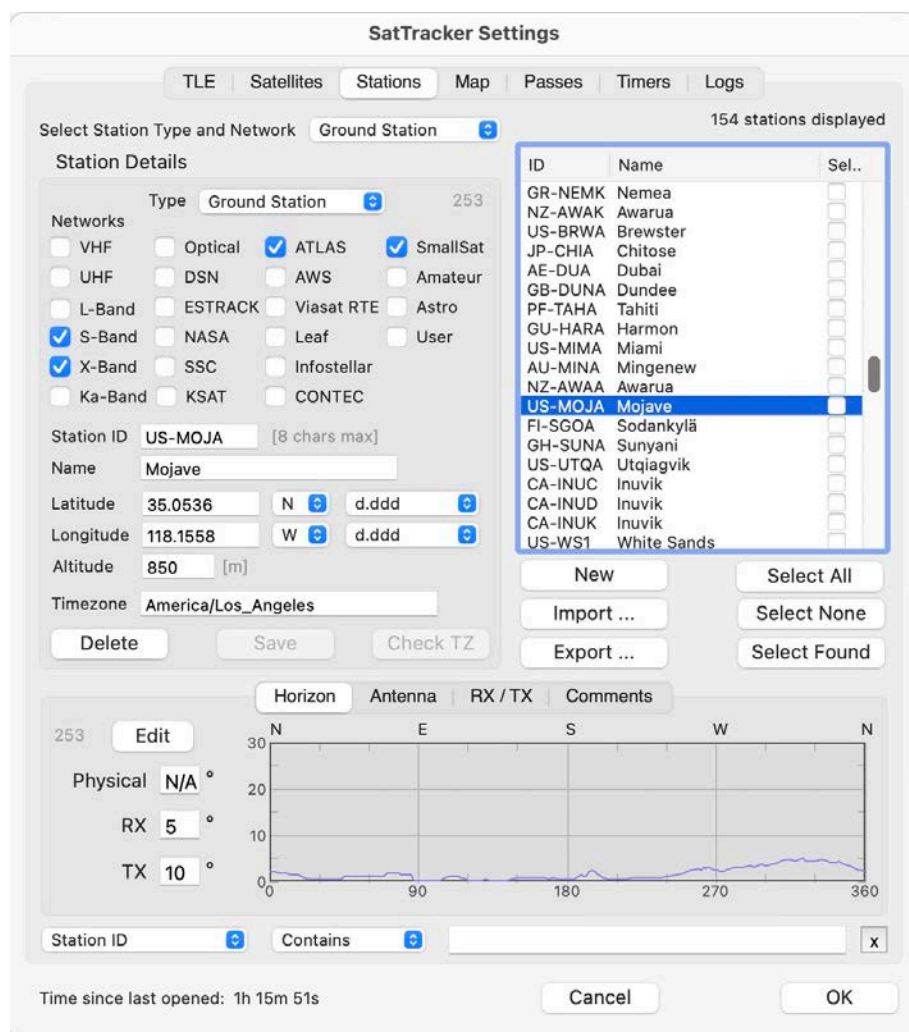 SatTracker Settings
TLE Satellites Stations Map Passes Timers Logs
Select Station Type and Network Ground Station
154 stations displayed
Station Details
Type Ground Station 253
Networks
VHF Optical ATLAS SmallSat
UHF DSN AWS Amateur
L-Band ESTRACK Viasat RTE Astro
S-Band NASA Leaf User
X-Band SSC Infostellar
Ka-Band KSAT CONTEC
Station ID US-MOJA [8 chars max]
Name Mojave
Latitude 35.0536 N d.ddd
Longitude 118.1558 W d.ddd
Altitude 850 [m]
Timezone America/Los_Angeles
Delete Save Check TZ
ID Name Sel..
GR-NEMK Nemea
NZ-AWAK Awarua
US-BRWA Brewster
JP-CHIA Chitose
AE-DUA Dubai
GB-DUNA Dundee
PF-TAHA Tahiti
GU-HARA Harmon
US-MIMA Miami
AU-MINA Mingenew
NZ-AWAA Awarua
US-MOJA Mojave
FI-SGOA Sodankylä
GH-SUNA Sunyani
US-UTQA Utqiagvik
CA-INUC Inuvik
CA-INUD Inuvik
CA-INUK Inuvik
US-WS1 White Sands
New Select All
Import ... Select None
Export ... Select Found
Horizon Antenna RX / TX Comments
253 Edit
Physical N/A °
RX 5 °
TX 10 °
N E S W N
30
20
10
0
0 90 180 270 360
Station ID Contains x
Time since last opened: 1h 15m 51s
Cancel OK